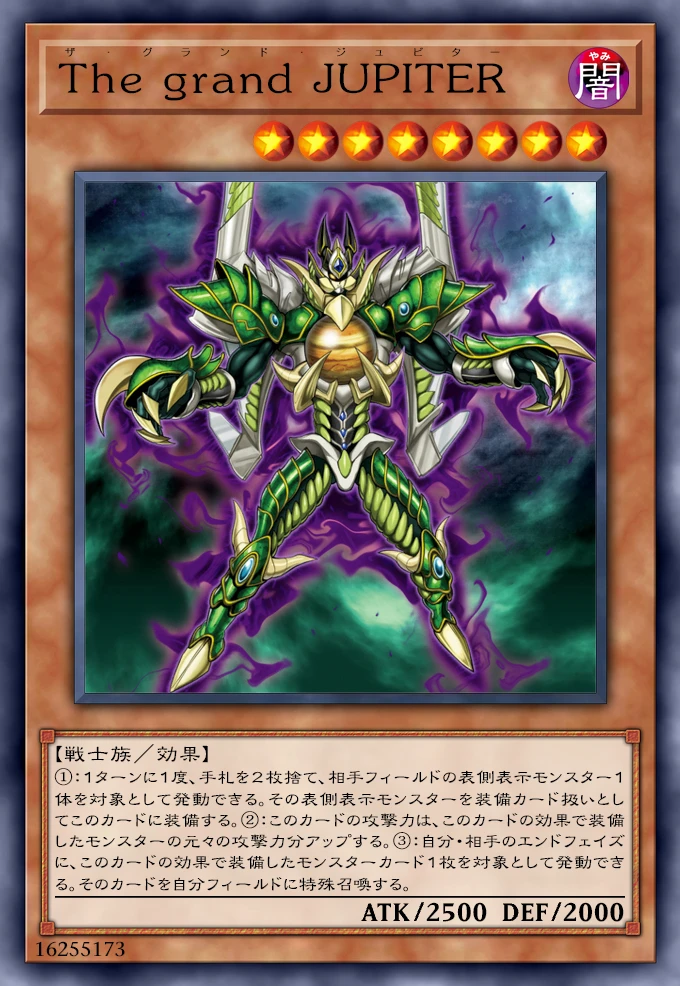 ザ・グランド・ジュピター
The grand JUPITER
やみ
闇
【戦士族／効果】
①：1ターンに1度、手札を2枚捨て、相手フィールドの表側表示モンスター1
体を対象として発動できる。その表側表示モンスターを装備カード扱いとし
てこのカードに装備する。②：このカードの攻撃力は、このカードの効果で装備
したモンスターの元々の攻撃力分アップする。③：自分・相手のエンドフェイズ
に、このカードの効果で装備したモンスターカード1枚を対象として発動でき
る。そのカードを自分フィールドに特殊召喚する。
ATK/2500 DEF/2000
16255173